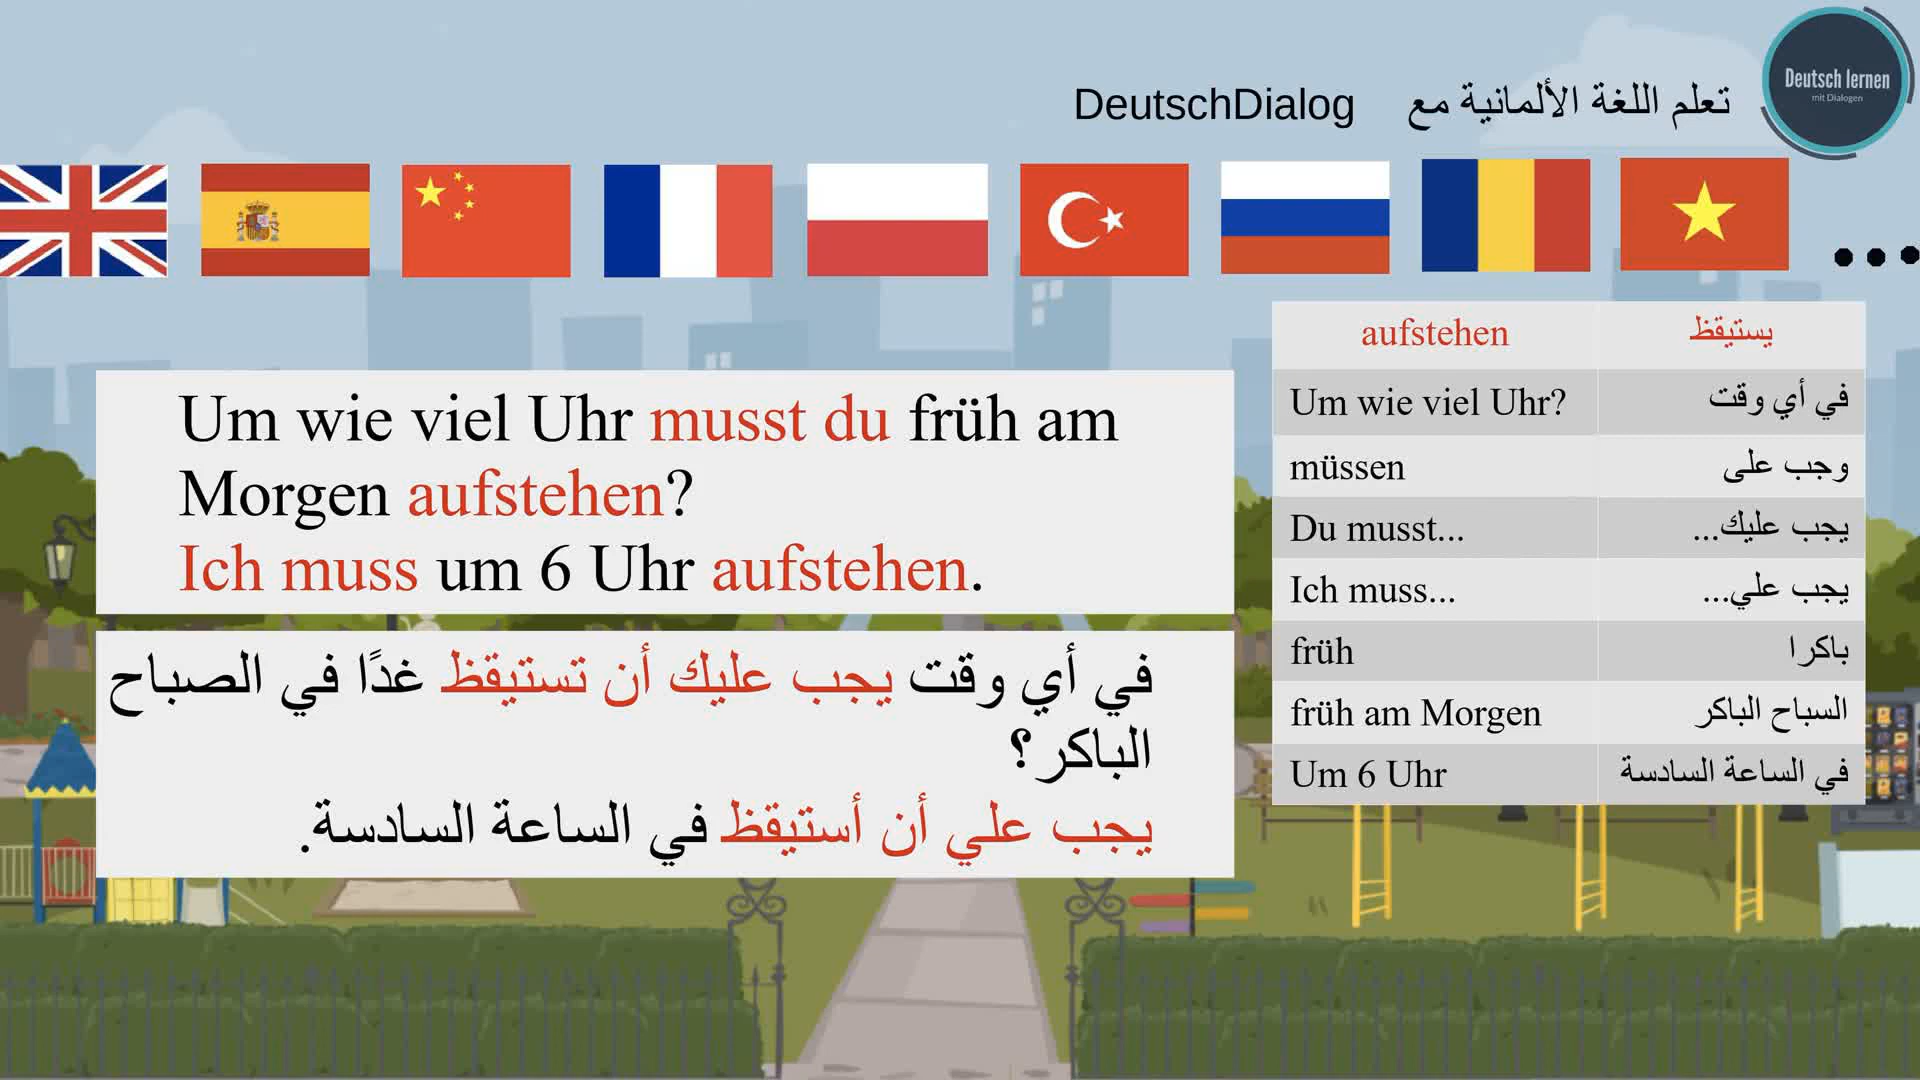 تعلم اللغة الألمانية مع DeutschDialog
Deutsch lernen
mit Dialogen
Um wie viel Uhr musst du früh am
Morgen aufstehen?
Ich muss um 6 Uhr aufstehen.
في أي وقت يجب عليك أن تستيقظ غدًا في الصباح
الباكر؟
يجب علي أن أستيقظ في الساعة السادسة.
aufstehen يستيقظ
Um wie viel Uhr? في أي وقت
müssen وجب على
Du musst... يجب عليك...
Ich muss... يجب علي...
früh باكرا
früh am Morgen السباح الباكر
Um 6 Uhr في الساعة السادسة